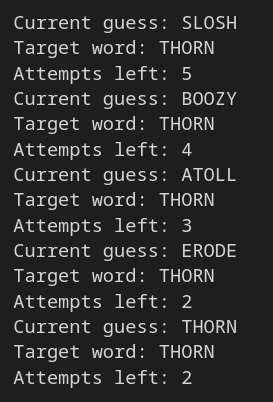 Current guess: SLOSH
Target word: THORN
Attempts left: 5
Current guess: BOOZY
Target word: THORN
Attempts left: 4
Current guess: ATOLL
Target word: THORN
Attempts left: 3
Current guess: ERODE
Target word: THORN
Attempts left: 2
Current guess: THORN
Target word: THORN
Attempts left: 2